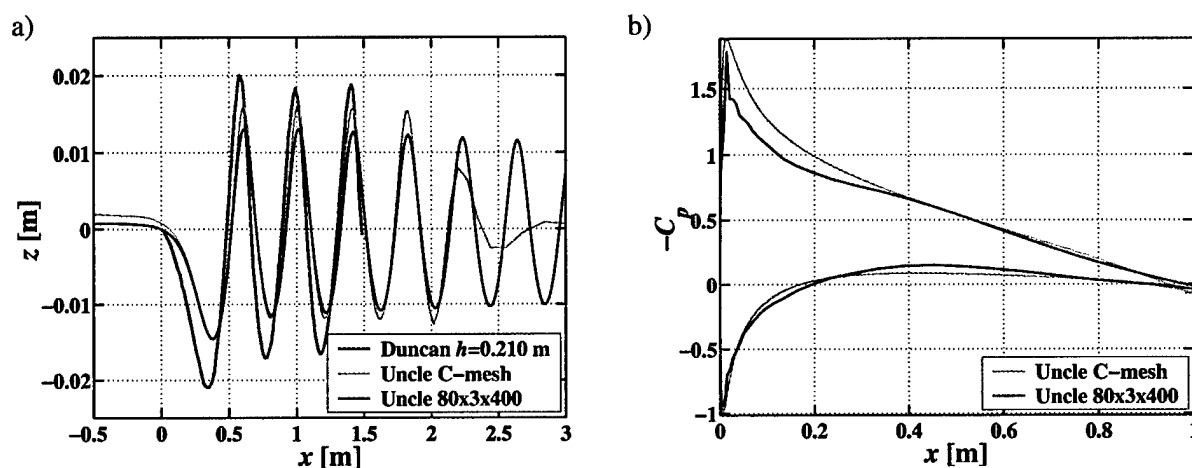 a)
0.02
0.01
0
−0.01
−0.02
z [m]
−0.5
0
0.5
1
1.5
2
2.5
3
x [m]
Duncan h=0.210 m
Uncle C−mesh
Uncle 80x3x400
b)
1.5
1
0.5
0
−0.5
−1
−Cp
0
0.2
0.4
0.6
0.8
1
x [m]
Uncle C−mesh
Uncle 80x3x400